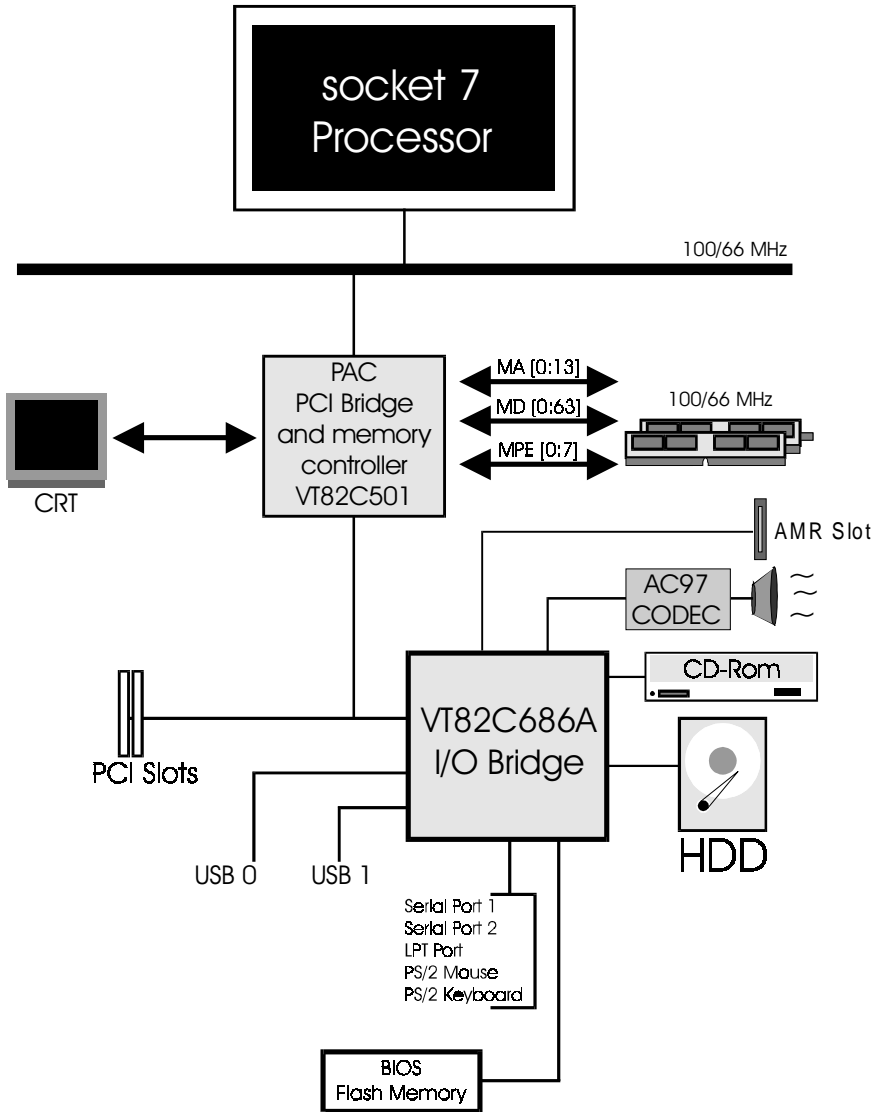 socket 7
Processor
100/66 MHz
PAC
PCI Bridge
and memory
controller
VT82C501
MA [0:13]
MD [0:63]
MPE [0:7]
100/66 MHz
CRT
AMR Slot
AC97
CODEC
CD-Rom
VT82C686A
I/O Bridge
PCI Slots
HDD
USB 0
USB 1
Serial Port 1
Serial Port 2
LPT Port
PS/2 Mouse
PS/2 Keyboard
BIOS
Flash Memory